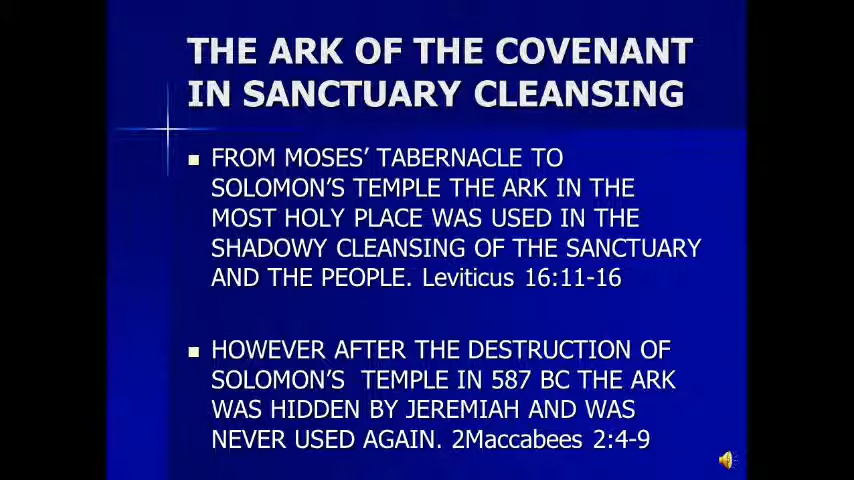 THE ARK OF THE COVENANT
IN SANCTUARY CLEANSING
FROM MOSES’ TABERNACLE TO
SOLOMON’S TEMPLE THE ARK IN THE
MOST HOLY PLACE WAS USED IN THE
SHADOWY CLEANSING OF THE SANCTUARY
AND THE PEOPLE. Leviticus 16:11-16
HOWEVER AFTER THE DESTRUCTION OF
SOLOMON’S TEMPLE IN 587 BC THE ARK
WAS HIDDEN BY JEREMIAH AND WAS
NEVER USED AGAIN. 2Maccabees 2:4-9